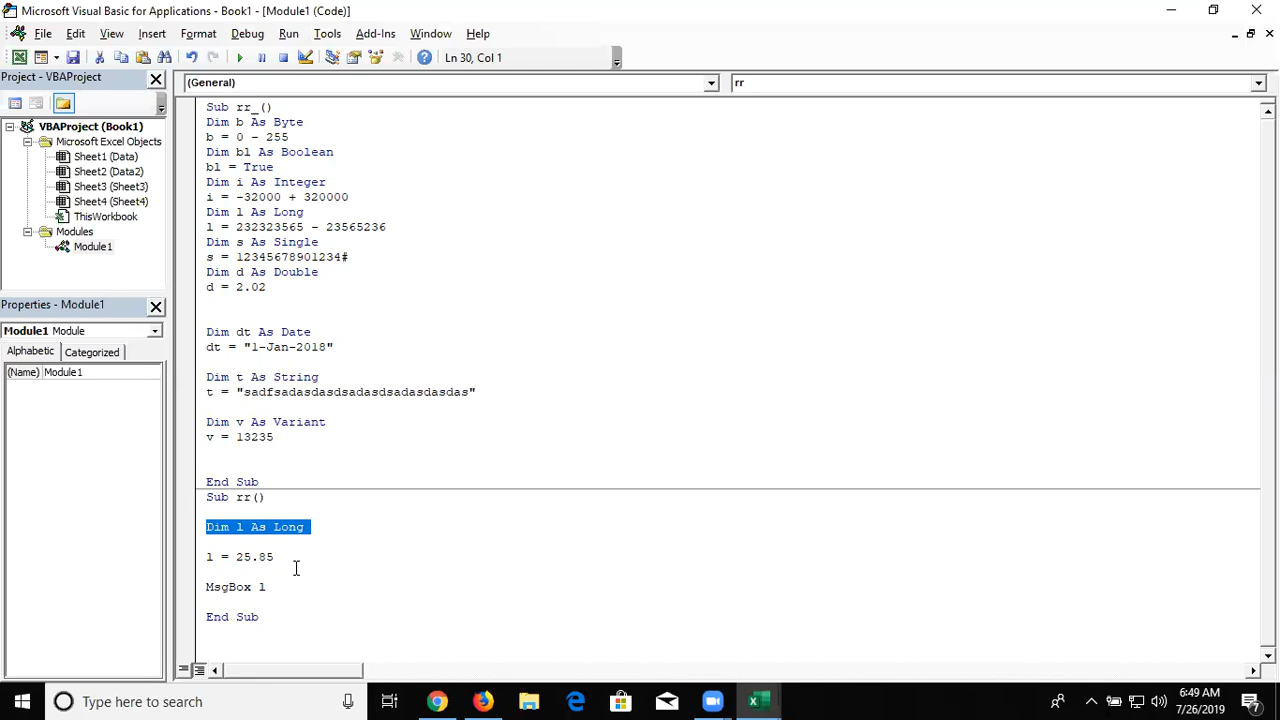 Microsoft Visual Basic for Applications - Book1 - [Module1 (Code)]
File Edit View Insert Format Debug Run Tools Add-Ins Window Help
Ln 30, Col 1
Project - VBAProject
(General)
rr
VBAProject (Book1)
Microsoft Excel Objects
Sheet1 (Data)
Sheet2 (Data2)
Sheet3 (Sheet3)
Sheet4 (Sheet4)
ThisWorkbook
Modules
Module1
Properties - Module1
Module1 Module
Alphabetic Categorized
(Name) Module1
Sub rr_()
Dim b As Byte
b = 0 - 255
Dim bl As Boolean
bl = True
Dim i As Integer
i = -32000 + 320000
Dim l As Long
l = 232323565 - 23565236
Dim s As Single
s = 12345678901234#
Dim d As Double
d = 2.02
Dim dt As Date
dt = "1-Jan-2018"
Dim t As String
t = "sadfsadasdasdsadasdsadasdasdas"
Dim v As Variant
v = 13235
End Sub
Sub rr()
Dim l As Long
l = 25.85
MsgBox l
End Sub
Type here to search
6:49 AM
7/26/2019
7